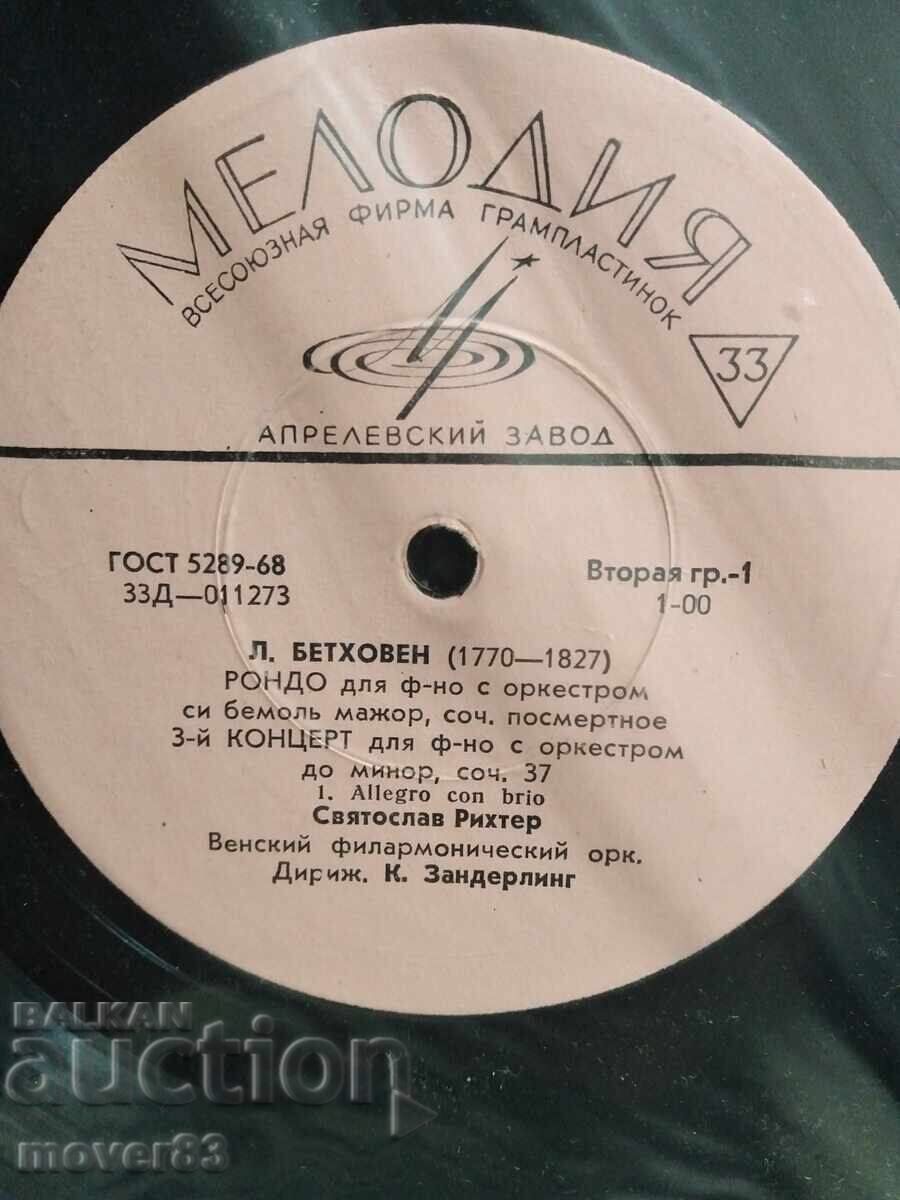 МЕЛОДИЯ
ВСЕСОЮЗНАЯ ФИРМА ГРАМПЛАСТИНОК
33
АПРЕЛЕВСКИЙ ЗАВОД
ГОСТ 5289-68
33Д—011273
Вторая гр.-1
1-00
Л. БЕТХОВЕН (1770—1827)
РОНДО для ф-но с оркестром
си бемоль мажор, соч. посмертное
3-й КОНЦЕРТ для ф-но с оркестром
до минор, соч. 37
1. Allegro con brio
Святослав Рихтер
Венский филармонический орк.
Дириж. К. Зандерлинг
BALKAN
auction
mover83